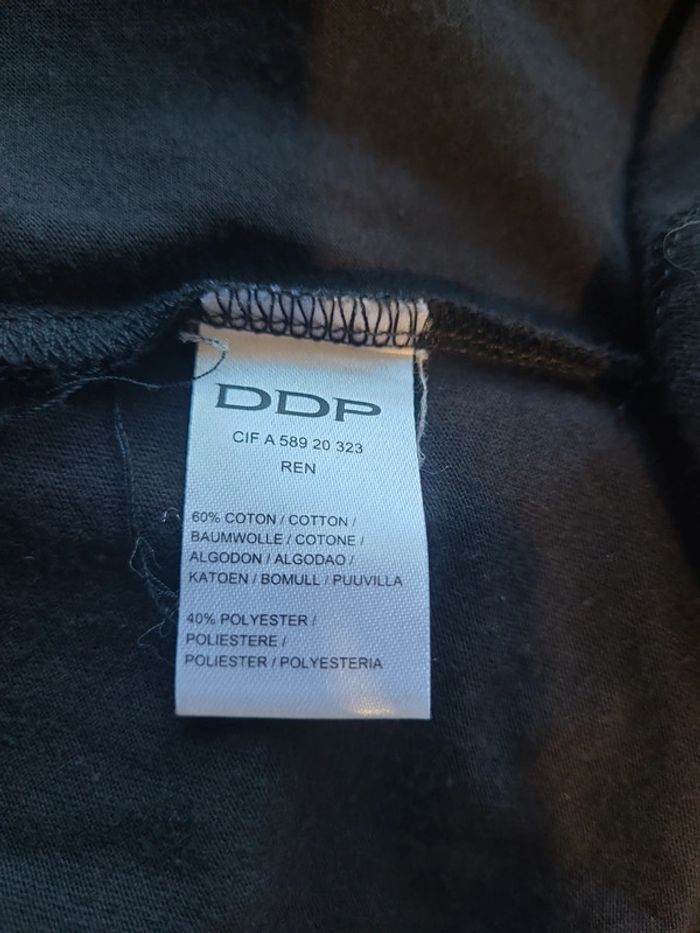 DDP
CIF A 589 20 323
REN
60% COTON / COTTON /
BAUMWOLLE / COTONE /
ALGODON / ALGODAO /
KATOEN / BOMULL / PUUVILLA
40% POLYESTER /
POLIESTERE /
POLIESTER / POLYESTERIA